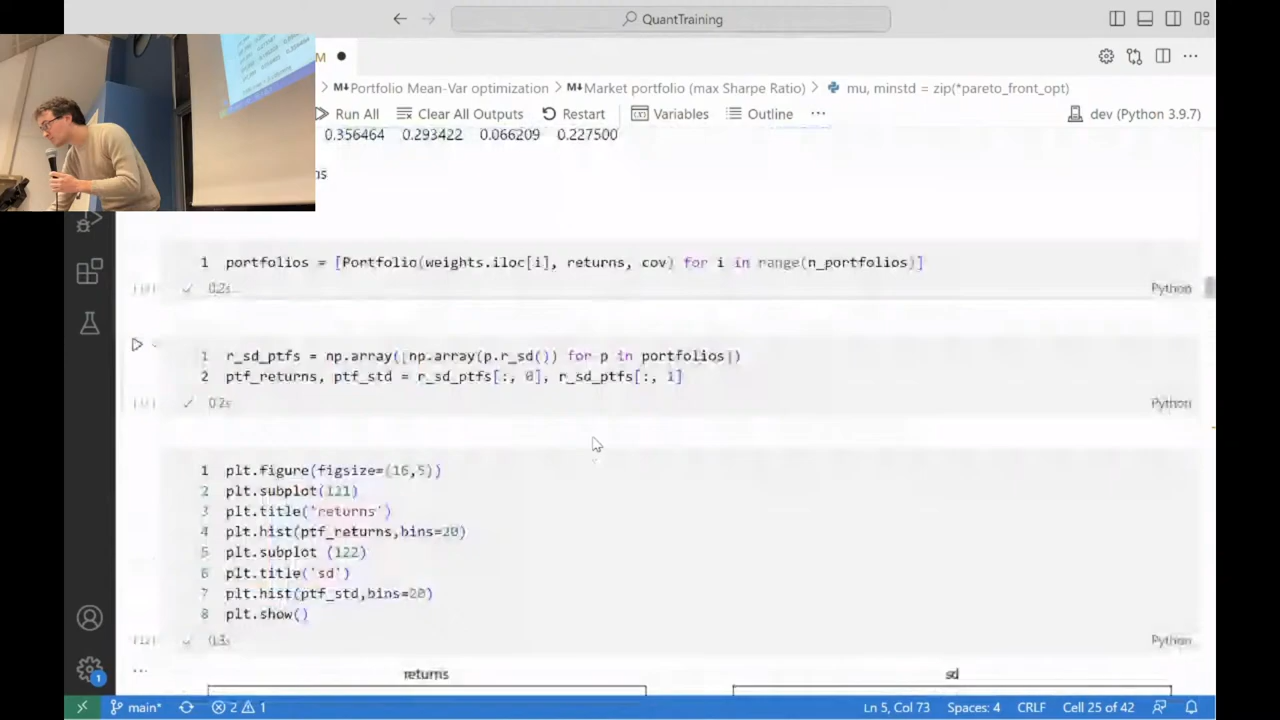 QuantTraining
M
Portfolio Mean-Var optimization > M↓Market portfolio (max Sharpe Ratio) > mu, minstd = zip(*pareto_front_opt)
Run All Clear All Outputs Restart (x) Variables Outline ... dev (Python 3.9.7)
0.356464 0.293422 0.066209 0.227500
ns
1 portfolios = [Portfolio(weights.iloc[i], returns, cov) for i in range(n_portfolios)]
0.2s Python
1 r_sd_ptfs = np.array([np.array(p.r_sd()) for p in portfolios])
2 ptf_returns, ptf_std = r_sd_ptfs[:, 0], r_sd_ptfs[:, 1]
0.2s Python
1 plt.figure(figsize=(16,5))
2 plt.subplot(121)
3 plt.title('returns')
4 plt.hist(ptf_returns,bins=20)
5 plt.subplot (122)
6 plt.title('sd')
7 plt.hist(ptf_std,bins=20)
8 plt.show()
[12] Python
returns sd
main* 2 1 Ln 5, Col 73 Spaces: 4 CRLF Cell 25 of 42